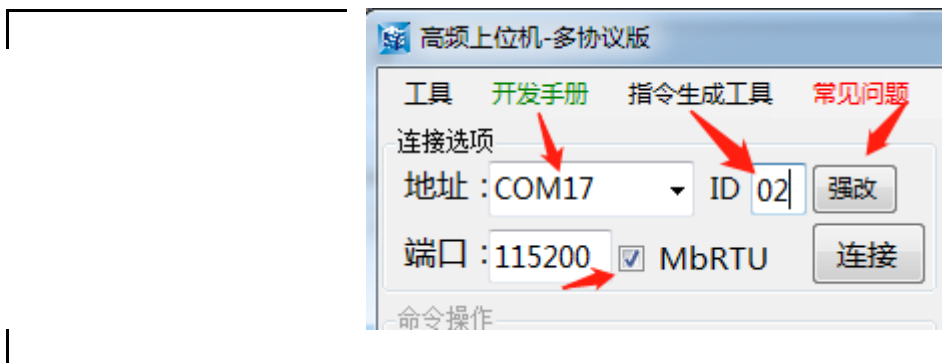 高频上位机-多协议版
工具 开发手册 指令生成工具 常见问题
连接选项
地址：COM17 ID 02 强改
端口：115200 MbRTU 连接
命令操作